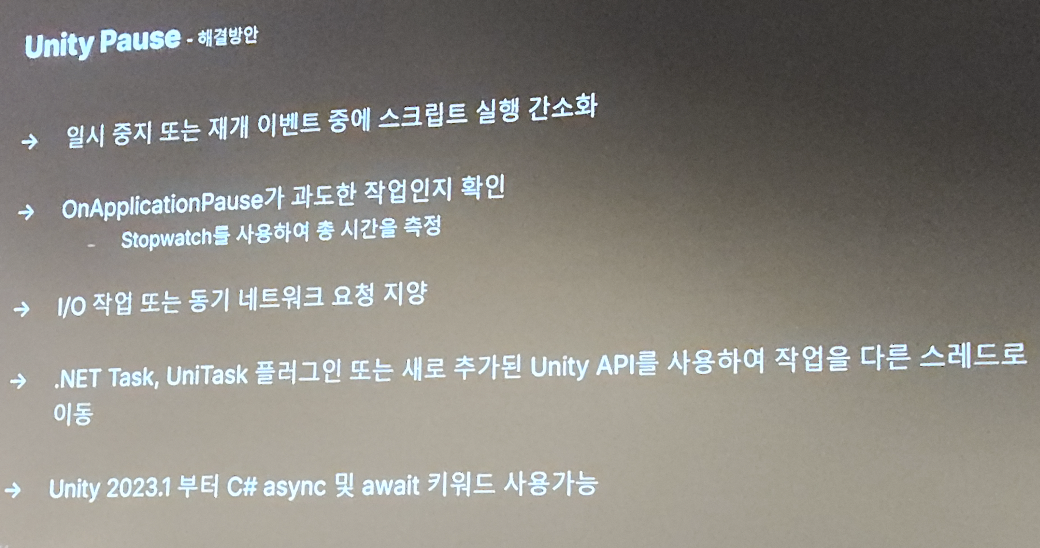 Unity Pause - 해결방안
→ 일시 중지 또는 재개 이벤트 중에 스크립트 실행 간소화
→ OnApplicationPause가 과도한 작업인지 확인
- Stopwatch를 사용하여 총 시간을 측정
→ I/O 작업 또는 동기 네트워크 요청 지양
→ .NET Task, UniTask 플러그인 또는 새로 추가된 Unity API를 사용하여 작업을 다른 스레드로
이동
→ Unity 2023.1 부터 C# async 및 await 키워드 사용가능